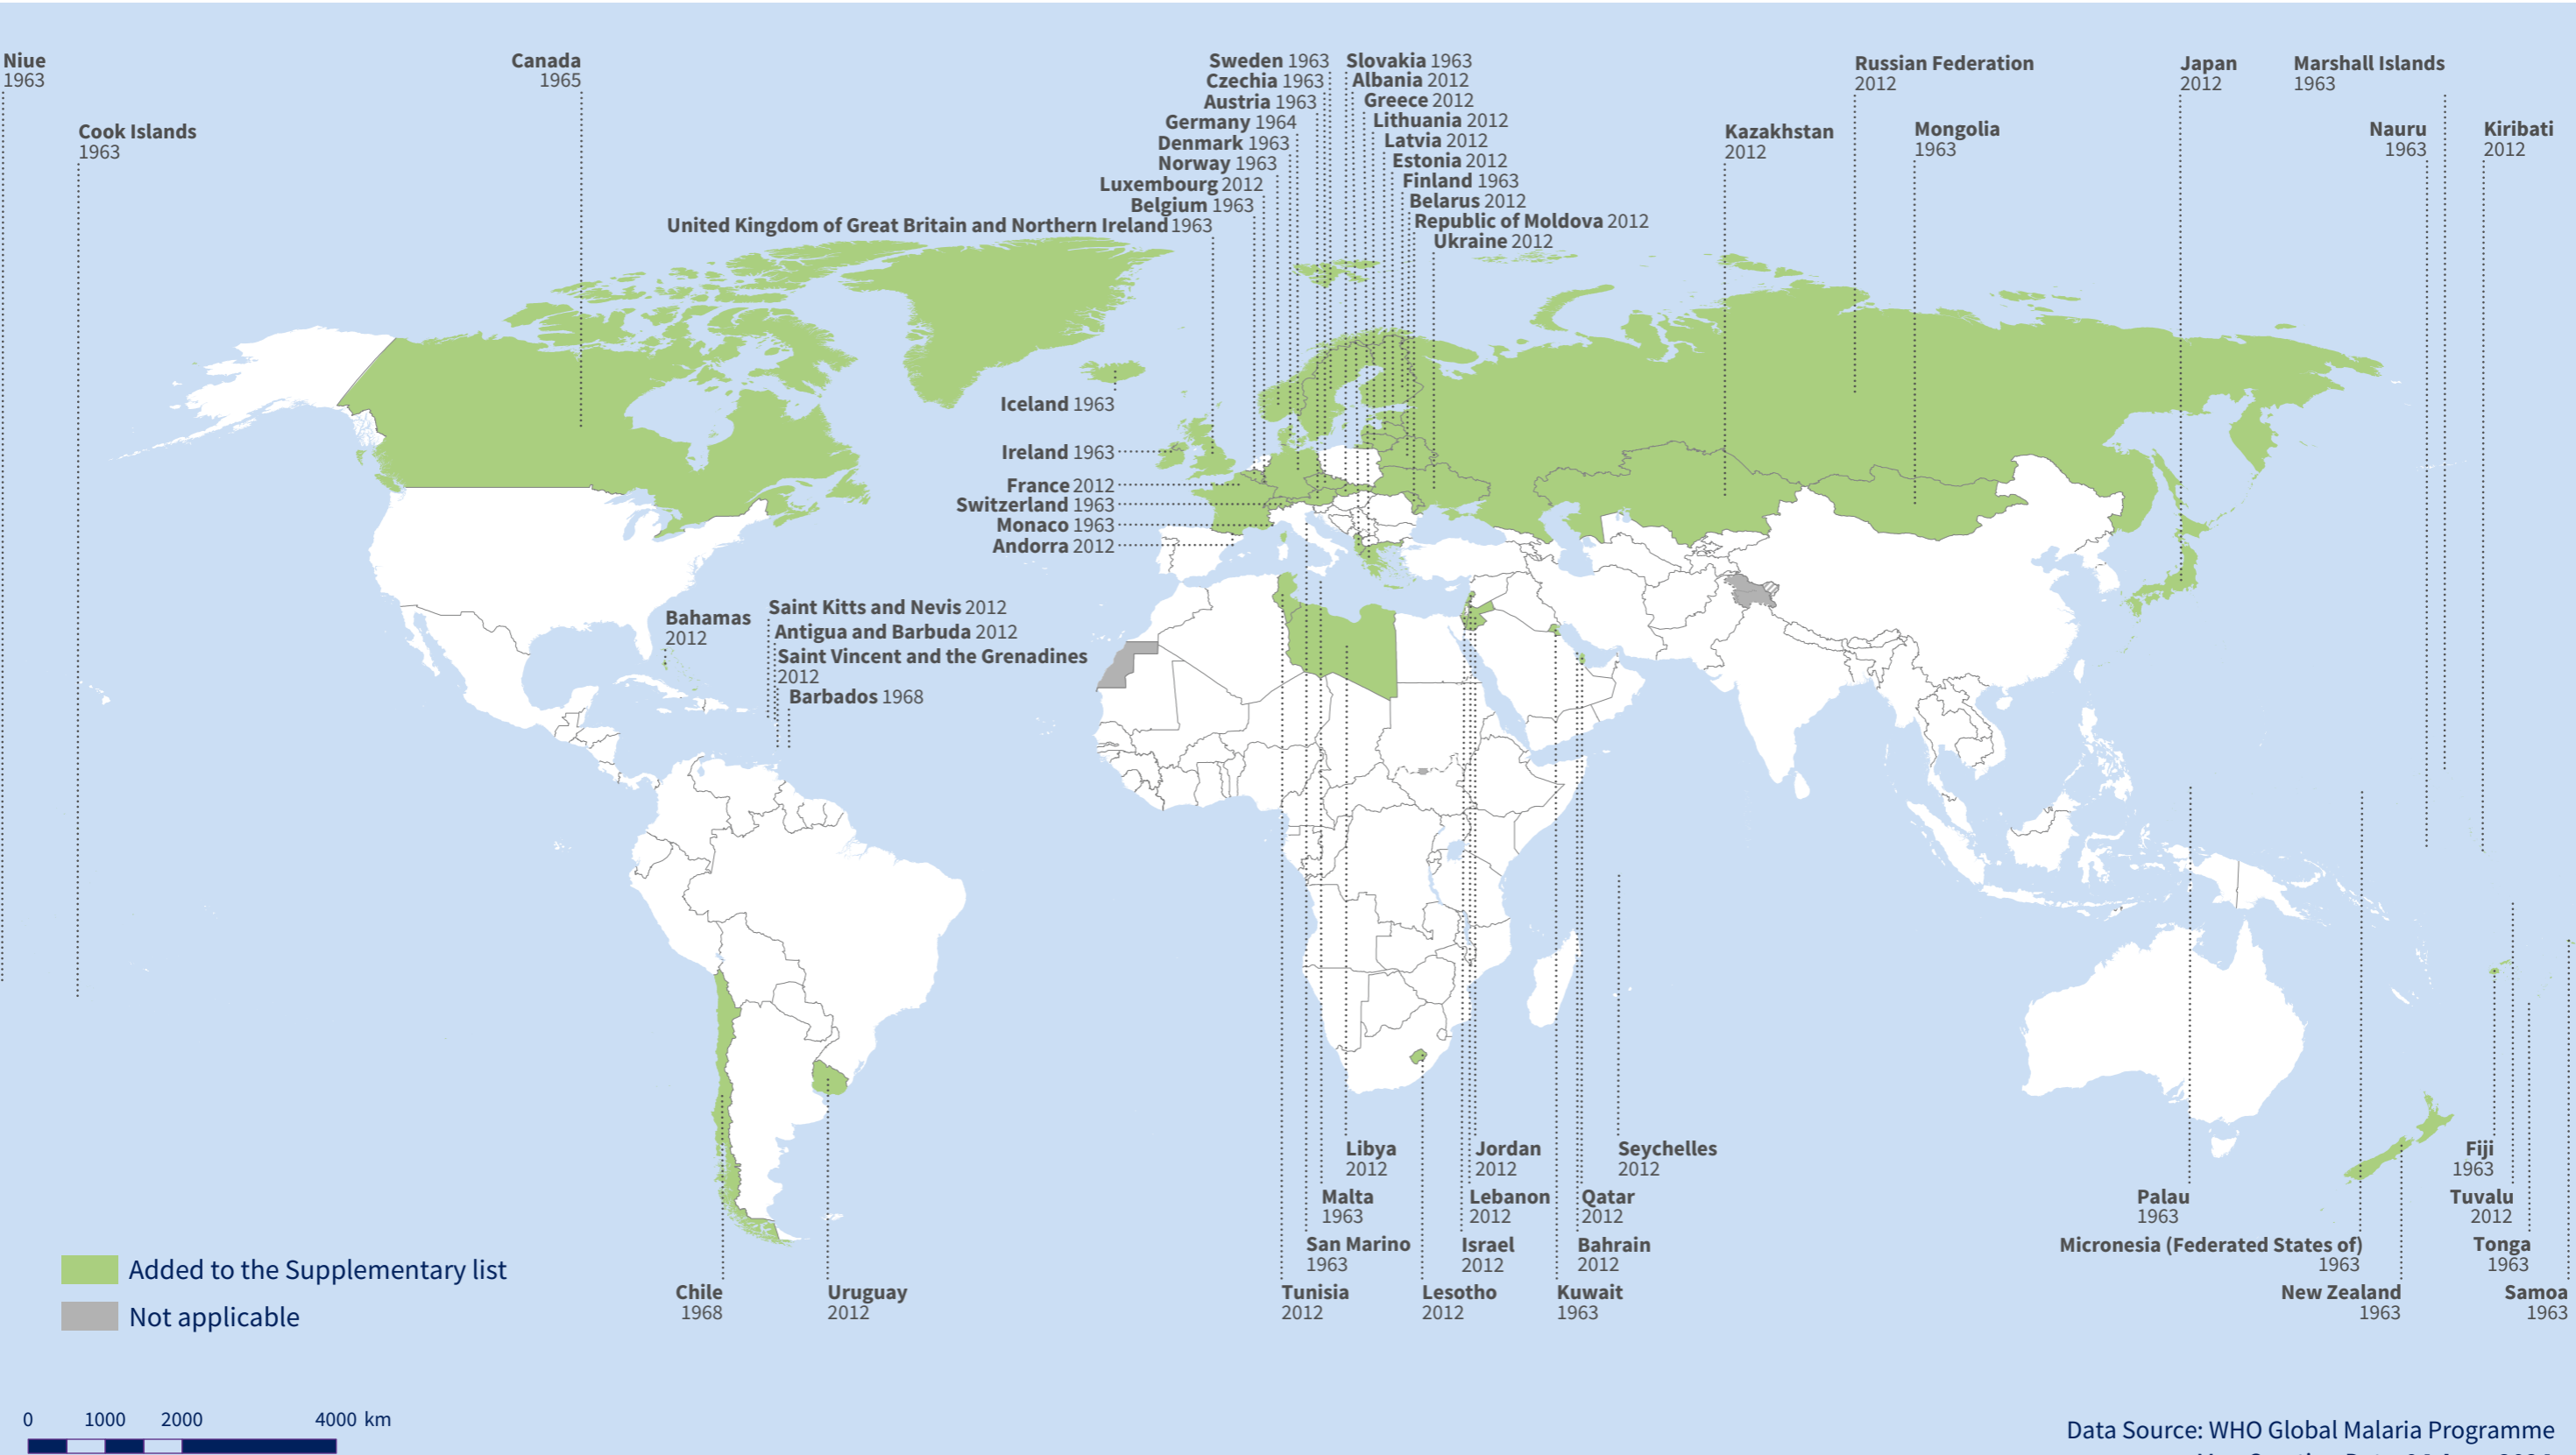 Niue
1963
Cook Islands
1963
Canada
1965
Sweden 1963
Czechia 1963
Austria 1963
Germany 1964
Denmark 1963
Norway 1963
Luxembourg 2012
Belgium 1963
United Kingdom of Great Britain and Northern Ireland 1963
Slovakia 1963
Albania 2012
Greece 2012
Lithuania 2012
Latvia 2012
Estonia 2012
Finland 1963
Belarus 2012
Republic of Moldova 2012
Ukraine 2012
Russian Federation
2012
Kazakhstan
2012
Mongolia
1963
Japan
2012
Marshall Islands
1963
Nauru
1963
Kiribati
2012
Iceland 1963
Ireland 1963
France 2012
Switzerland 1963
Monaco 1963
Andorra 2012
Bahamas
2012
Saint Kitts and Nevis 2012
Antigua and Barbuda 2012
Saint Vincent and the Grenadines
2012
Barbados 1968
Libya
2012
Malta
1963
San Marino
1963
Tunisia
2012
Jordan
2012
Lebanon
2012
Israel
2012
Lesotho
2012
Seychelles
2012
Qatar
2012
Bahrain
2012
Kuwait
1963
Palau
1963
Micronesia (Federated States of)
1963
New Zealand
1963
Fiji
1963
Tuvalu
2012
Tonga
1963
Samoa
1963
Chile
1968
Uruguay
2012
Added to the Supplementary list
Not applicable
0 1000 2000 4000 km
Data Source: WHO Global Malaria Programme